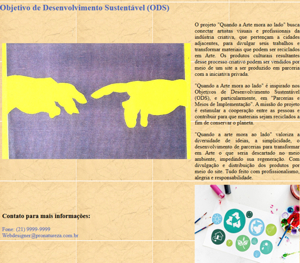 Objetivo de Desenvolvimento Sustentável (ODS)
O projeto "Quando a Arte mora ao lado" busca
conectar artistas visuais e profissionais da
indústria criativa, que pertençam a cidades
adjacentes, para divulgar seus trabalhos e
transformar materiais que podem ser reciclados
em Arte. Os produtos culturais resultantes
desse processo criativo podem ser vendidos por
meio de um site a ser produzido em parceria
com a iniciativa privada.
"Quando a Arte mora ao lado" é inspirado nos
Objetivos de Desenvolvimento Sustentável
(ODS), e particularmente, em "Parcerias e
Meios de Implementação". A missão do projeto
é estimular a cooperação entre as pessoas e
contribuir para que materiais sejam reciclados a
fim de conservar o planeta.
"Quando a arte mora ao lado" valoriza a
diversidade de ideias, a simplicidade, o
desenvolvimento de parcerias para transformar
em Arte o que seria descartado no meio
ambiente, impedindo sua regeneração. Com
divulgação e distribuição dos produtos por
meio do site. Tudo feito com profissionalismo,
alegria e responsabilidade.
Contato para mais informações:
Fone: (31) 9999-9999